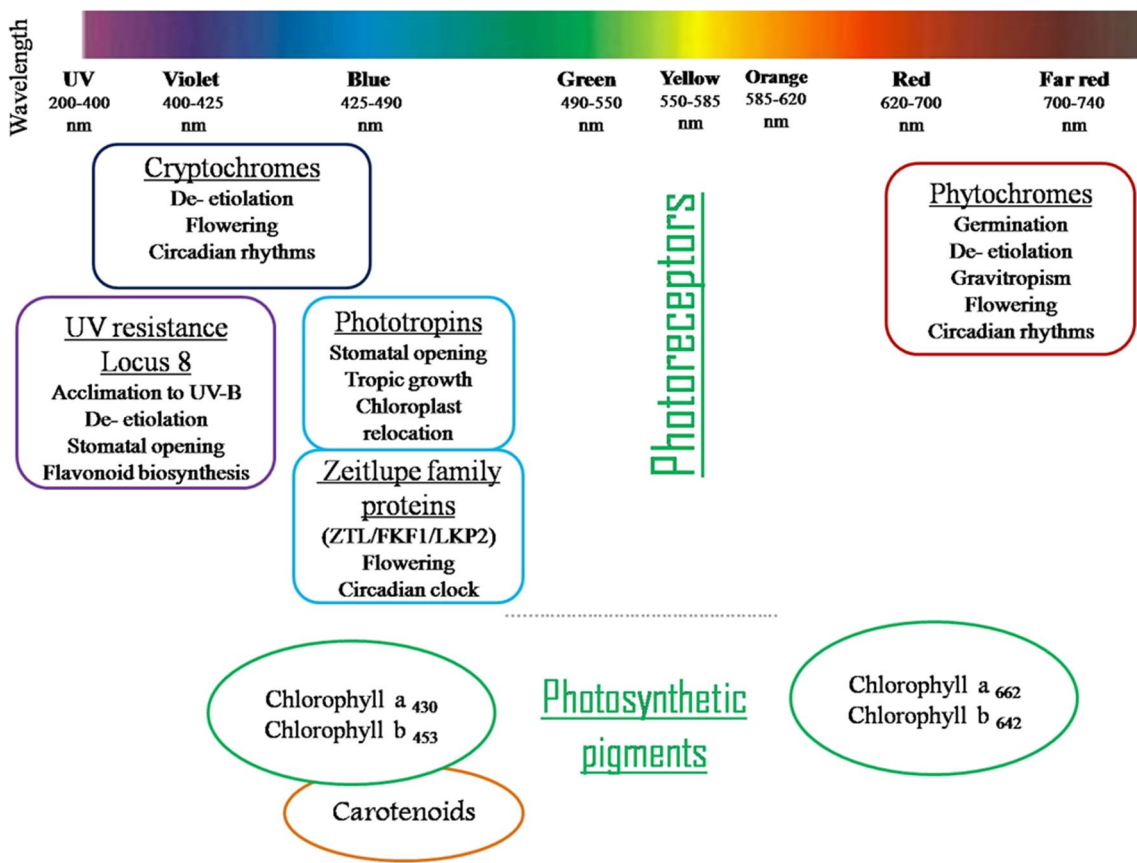 Wavelength
UV
200-400
nm
Violet
400-425
nm
Blue
425-490
nm
Green
490-550
nm
Yellow
550-585
nm
Orange
585-620
nm
Red
620-700
nm
Far red
700-740
nm
Cryptochromes
De- etiolation
Flowering
Circadian rhythms
UV resistance
Locus 8
Acclimation to UV-B
De- etiolation
Stomatal opening
Flavonoid biosynthesis
Phototropins
Stomatal opening
Tropic growth
Chloroplast
relocation
Zeitlupe family
proteins
(ZTL/FKF1/LKP2)
Flowering
Circadian clock
Photoreceptors
Phytochromes
Germination
De- etiolation
Gravitropism
Flowering
Circadian rhythms
Chlorophyll a 430
Chlorophyll b 453
Carotenoids
Photosynthetic
pigments
Chlorophyll a 662
Chlorophyll b 642